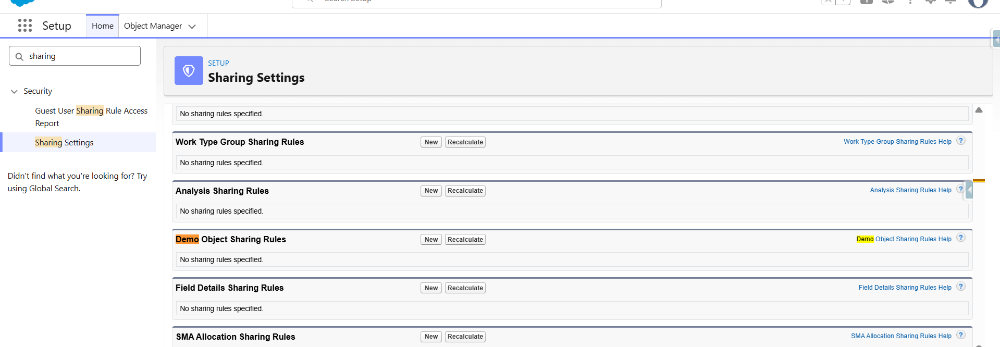 Search Setup
Setup
Home
Object Manager
sharing
SETUP
Sharing Settings
Security
Guest User Sharing Rule Access
Report
Sharing Settings
Didn't find what you're looking for? Try
using Global Search.
No sharing rules specified.
Work Type Group Sharing Rules New Recalculate Work Type Group Sharing Rules Help ?
No sharing rules specified.
Analysis Sharing Rules New Recalculate Analysis Sharing Rules Help ?
No sharing rules specified.
Demo Object Sharing Rules New Recalculate Demo Object Sharing Rules Help ?
No sharing rules specified.
Field Details Sharing Rules New Recalculate Field Details Sharing Rules Help ?
No sharing rules specified.
SMA Allocation Sharing Rules New Recalculate SMA Allocation Sharing Rules Help ?